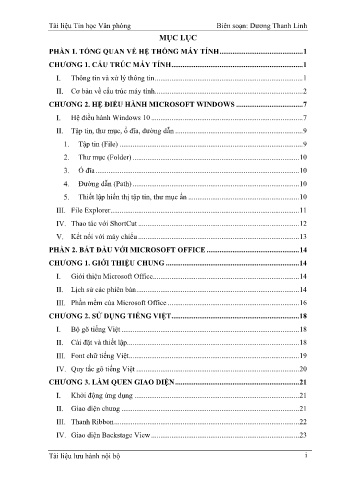 Tài liệu Tin học Văn phòng Biên soạn: Dương Thanh Linh
MỤC LỤC
PHẦN 1. TỔNG QUAN VỀ HỆ THỐNG MÁY TÍNH.......................................1
CHƯƠNG 1. CẤU TRÚC MÁY TÍNH.......................................1
I. Thông tin và xử lý thông tin.......................................1
II. Cơ bản về cấu trúc máy tính.......................................2
CHƯƠNG 2. HỆ ĐIỀU HÀNH MICROSOFT WINDOWS.......................................7
I. Hệ điều hành Windows 10.......................................7
II. Tập tin, thư mục, ổ đĩa, đường dẫn.......................................9
1. Tập tin (File).......................................9
2. Thư mục (Folder).......................................10
3. Ổ đĩa.......................................10
4. Đường dẫn (Path).......................................10
5. Thiết lập hiển thị tập tin, thư mục ẩn.......................................10
III. File Explorer.......................................11
IV. Thao tác với ShortCut.......................................12
V. Kết nối với máy chiếu.......................................13
PHẦN 2. BẮT ĐẦU VỚI MICROSOFT OFFICE.......................................14
CHƯƠNG 1. GIỚI THIỆU CHUNG.......................................14
I. Giới thiệu Microsoft Office.......................................14
II. Lịch sử các phiên bản.......................................14
III. Phần mềm của Microsoft Office.......................................16
CHƯƠNG 2. SỬ DỤNG TIẾNG VIỆT.......................................18
I. Bộ gõ tiếng Việt.......................................18
II. Cài đặt và thiết lập.......................................18
III. Font chữ tiếng Việt.......................................19
IV. Quy tắc gõ tiếng Việt.......................................20
CHƯƠNG 3. LÀM QUEN GIAO DIỆN.......................................21
I. Khởi động ứng dụng.......................................21
II. Giao diện chung.......................................21
III. Thanh Ribbon.......................................22
IV. Giao diện Backstage View.......................................23
Tài liệu lưu hành nội bộ i